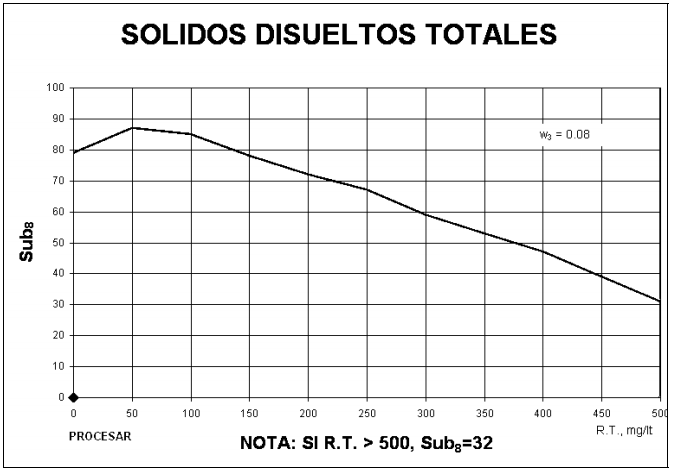 SOLIDOS DISUELTOS TOTALES
100
90
80
70
60
50
40
30
20
10
0
Sub₈
w₃ = 0.08
0 50 100 150 200 250 300 350 400 450 500
R.T., mg/lt
PROCESAR
NOTA: SI R.T. > 500, Sub₈=32